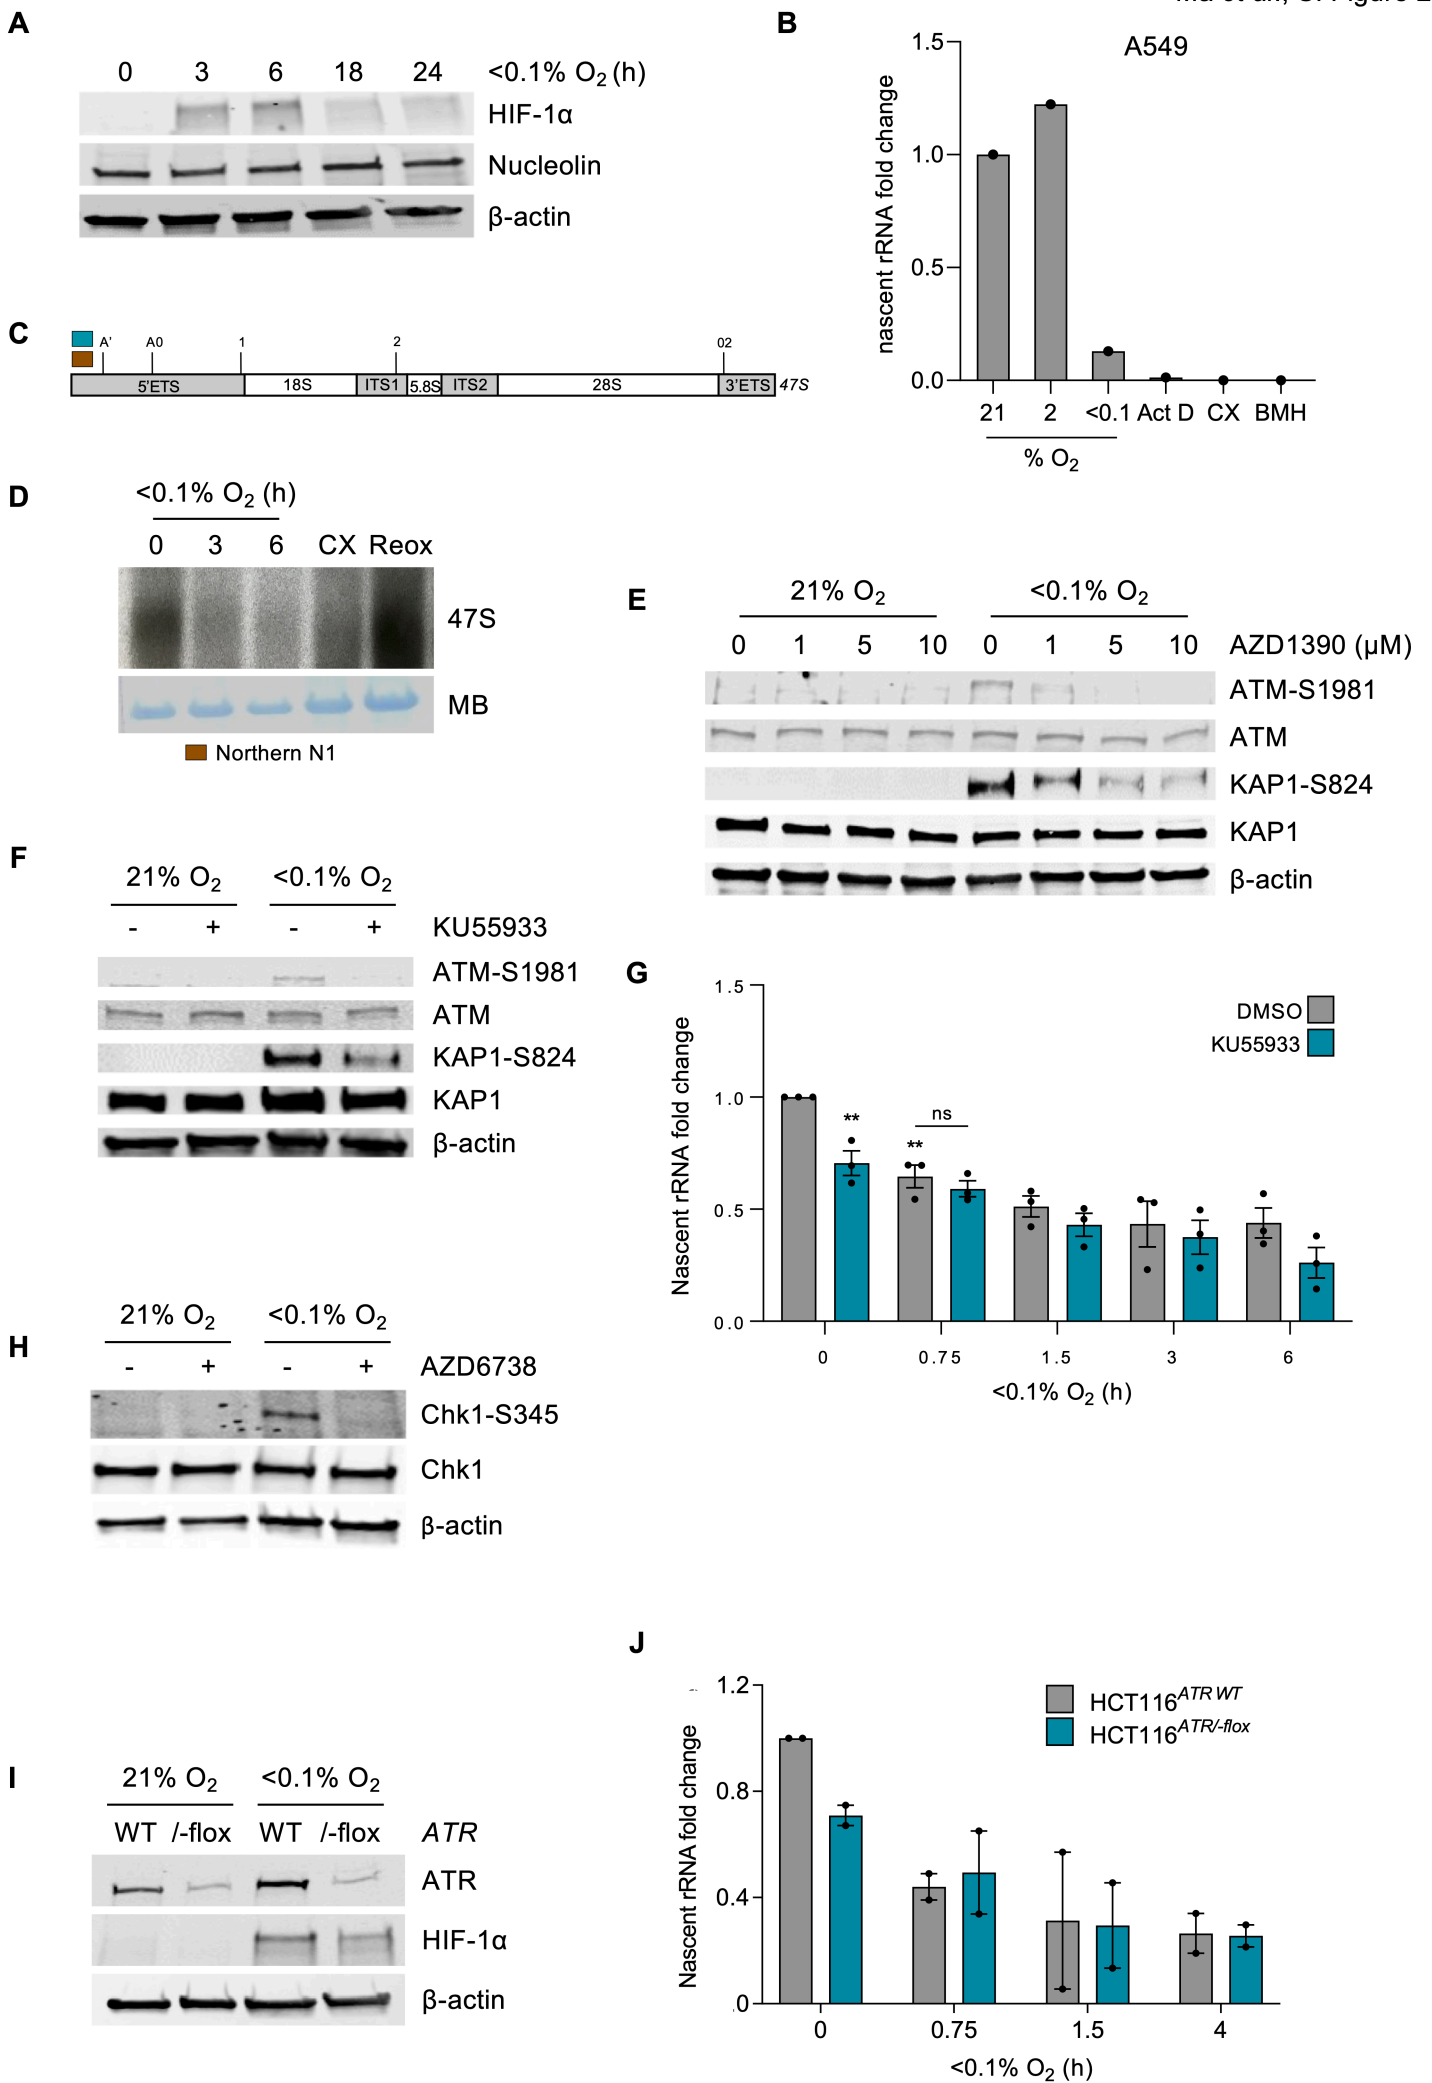 A
0 3 6 18 24 <0.1% O2 (h)
HIF-1α
Nucleolin
β-actin
B
A549
nascent rRNA fold change
1.5
1.0
0.5
0.0
21 2 <0.1 Act D CX BMH
% O2
C
A' A0 1 2 02
5'ETS 18S ITS1 5.8S ITS2 28S 3'ETS 47S
D
<0.1% O2 (h)
0 3 6 CX Reox
47S
MB
Northern N1
E
21% O2 <0.1% O2
0 1 5 10 0 1 5 10 AZD1390 (μM)
ATM-S1981
ATM
KAP1-S824
KAP1
β-actin
F
21% O2 <0.1% O2
- + - + KU55933
ATM-S1981
ATM
KAP1-S824
KAP1
β-actin
G
Nascent rRNA fold change
1.5
1.0
0.5
0.0
DMSO
KU55933
** ** ns
0 0.75 1.5 3 6
<0.1% O2 (h)
H
21% O2 <0.1% O2
- + - + AZD6738
Chk1-S345
Chk1
β-actin
I
21% O2 <0.1% O2
WT /-flox WT /-flox ATR
ATR
HIF-1α
β-actin
J
Nascent rRNA fold change
1.2
0.8
0.4
.0
HCT116ATR WT
HCT116ATR/-flox
0 0.75 1.5 4
<0.1% O2 (h)